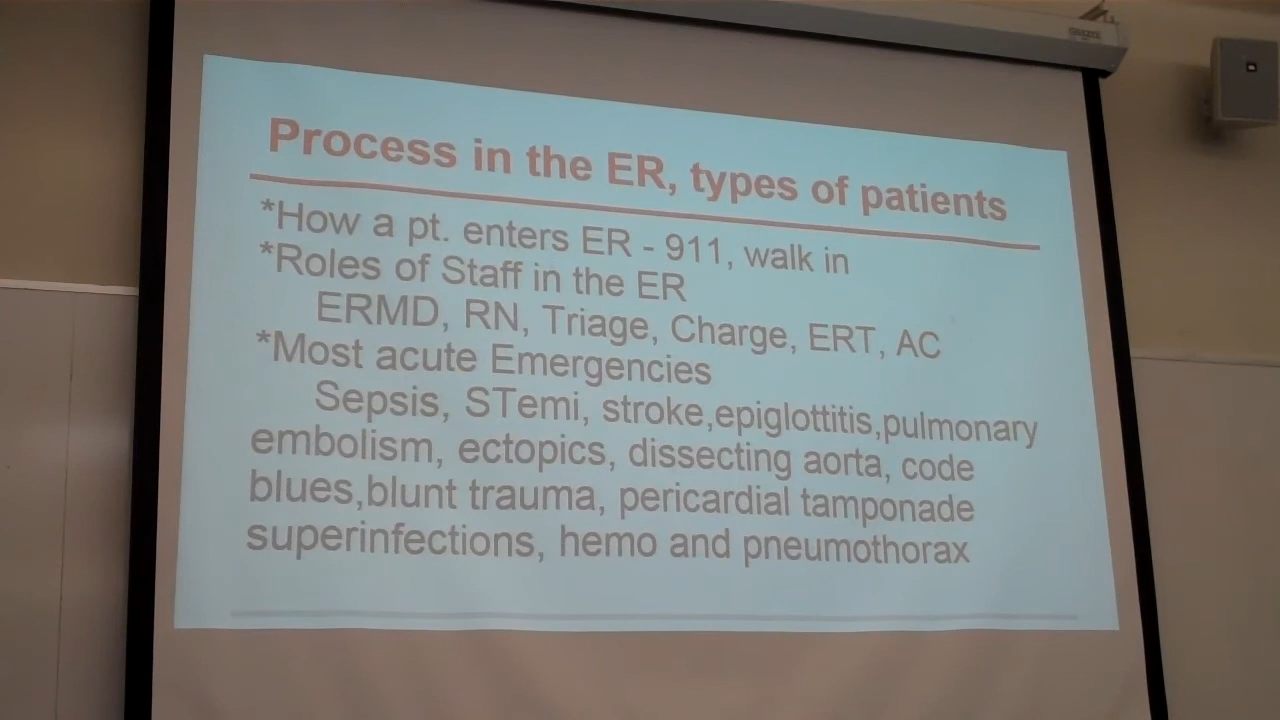 Process in the ER, types of patients
*How a pt. enters ER - 911, walk in
*Roles of Staff in the ER
ERMD, RN, Triage, Charge, ERT, AC
*Most acute Emergencies
Sepsis, STemi, stroke,epiglottitis,pulmonary
embolism, ectopics, dissecting aorta, code
blues,blunt trauma, pericardial tamponade
superinfections, hemo and pneumothorax